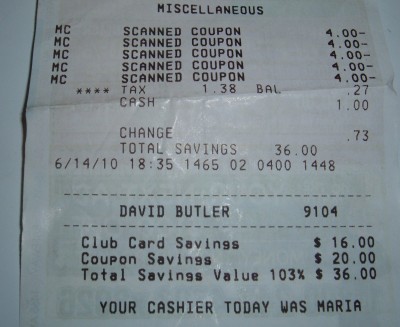 MISCELLANEOUS
MC SCANNED COUPON 4.00-
MC SCANNED COUPON 4.00-
MC SCANNED COUPON 4.00-
MC SCANNED COUPON 4.00-
MC SCANNED COUPON 4.00-
**** TAX 1.38 BAL .27
CASH 1.00
CHANGE .73
TOTAL SAVINGS 36.00
6/14/10 18:35 1465 02 0400 1448
DAVID BUTLER 9104
Club Card Savings $ 16.00
Coupon Savings $ 20.00
Total Savings Value 103% $ 36.00
YOUR CASHIER TODAY WAS MARIA